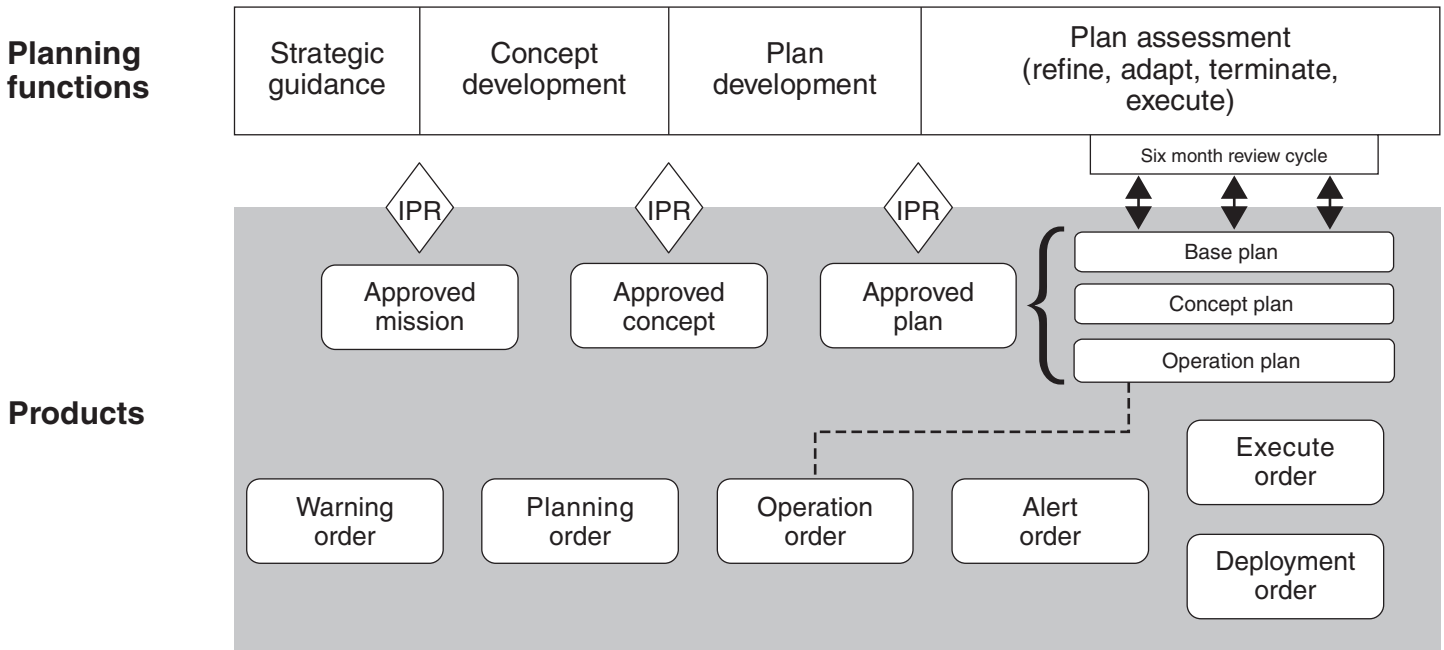 Planning
functions
Strategic
guidance
Concept
development
Plan
development
Plan assessment
(refine, adapt, terminate,
execute)
Six month review cycle
IPR
IPR
IPR
Approved
mission
Approved
concept
Approved
plan
Base plan
Concept plan
Operation plan
Products
Warning
order
Planning
order
Operation
order
Alert
order
Execute
order
Deployment
order